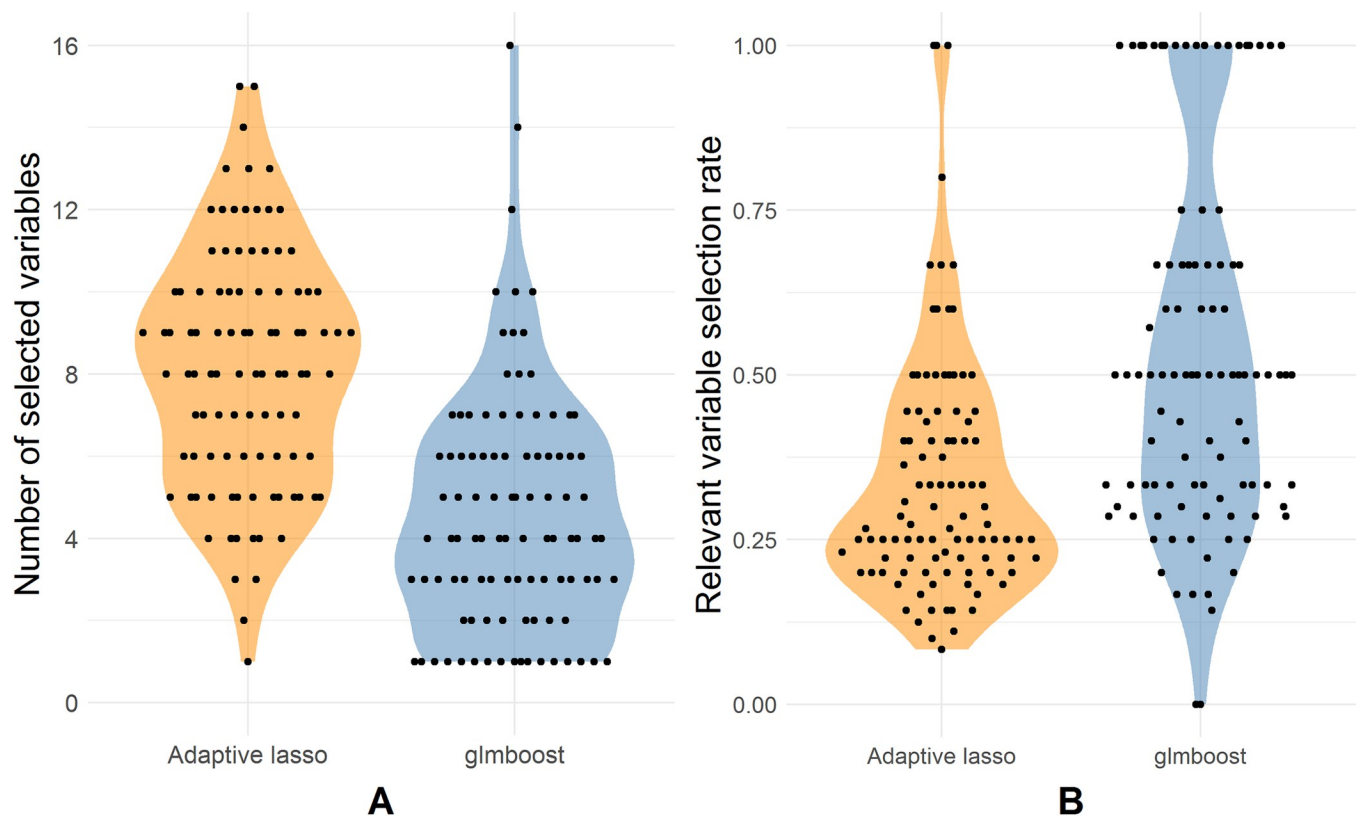 Number of selected variables
16
12
8
4
0
Adaptive lasso
glmboost
A
Relevant variable selection rate
1.00
0.75
0.50
0.25
0.00
Adaptive lasso
glmboost
B